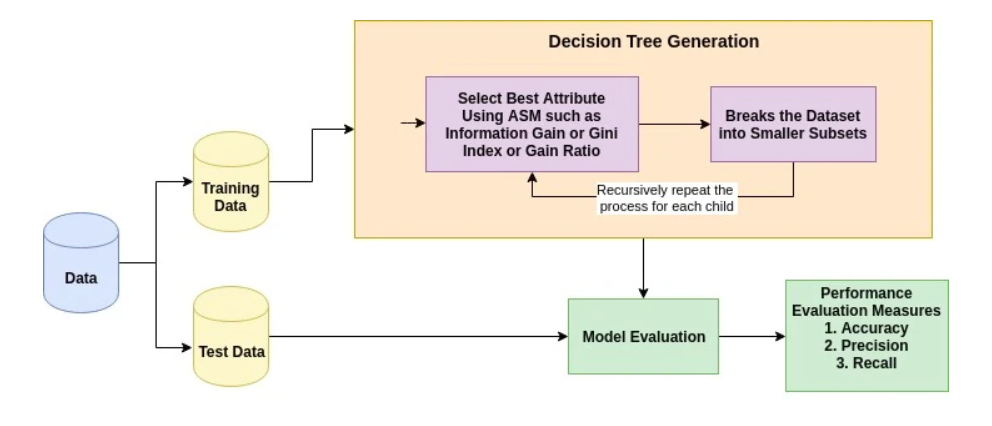 Decision Tree Generation
Select Best Attribute
Using ASM such as
Information Gain or Gini
Index or Gain Ratio
Breaks the Dataset
into Smaller Subsets
Recursively repeat the
process for each child
Training
Data
Data
Test Data
Model Evaluation
Performance
Evaluation Measures
1. Accuracy
2. Precision
3. Recall